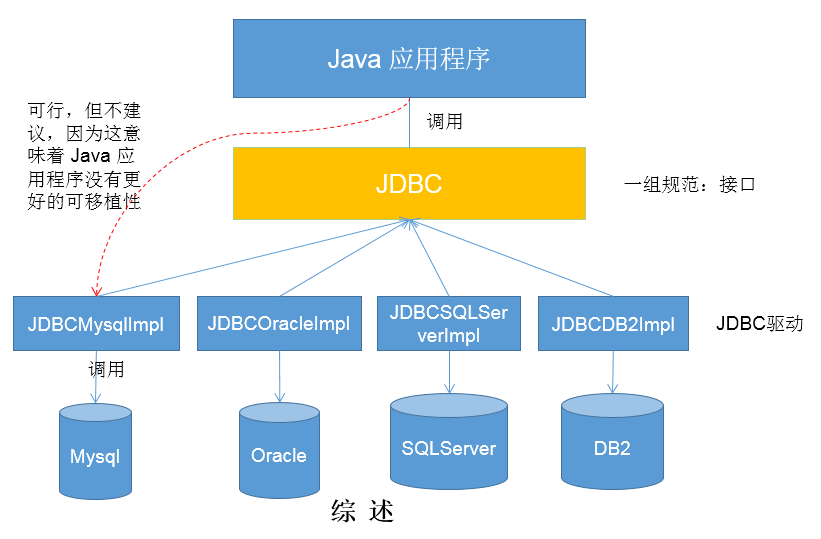 Java 应用程序
可行，但不建
议，因为这意
味着 Java 应
用程序没有更
好的可移植性
调用
JDBC
一组规范：接口
JDBCMysqlImpl
JDBCOracleImpl
JDBCSQLSer
verImpl
JDBCDB2Impl
JDBC驱动
调用
Mysql
Oracle
SQLServer
DB2
综 述